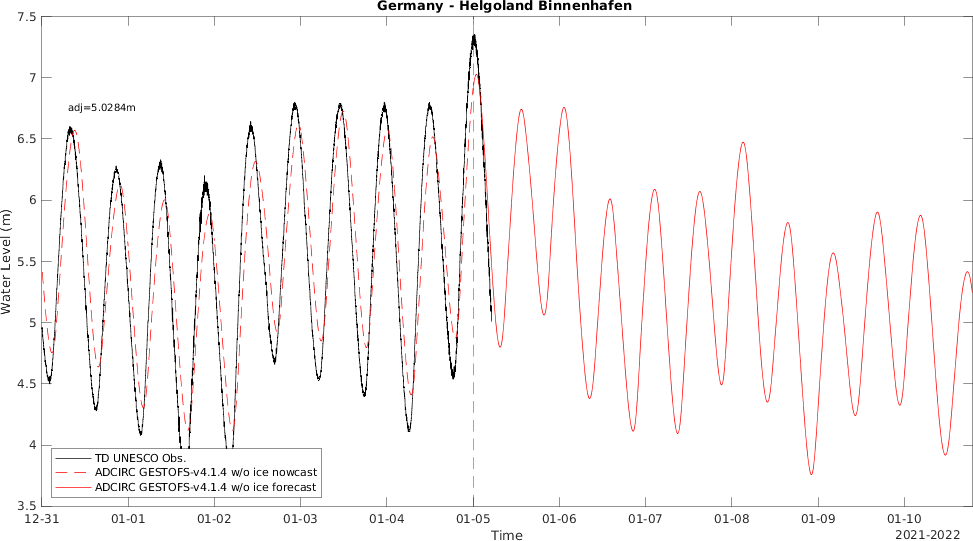 Germany - Helgoland Binnenhafen
7.5
7
6.5
6
5.5
5
4.5
4
3.5
Water Level (m)
adj=5.0284m
TD UNESCO Obs.
ADCIRC GESTOFS-v4.1.4 w/o ice nowcast
ADCIRC GESTOFS-v4.1.4 w/o ice forecast
12-31 01-01 01-02 01-03 01-04 01-05 01-06 01-07 01-08 01-09 01-10
Time
2021-2022